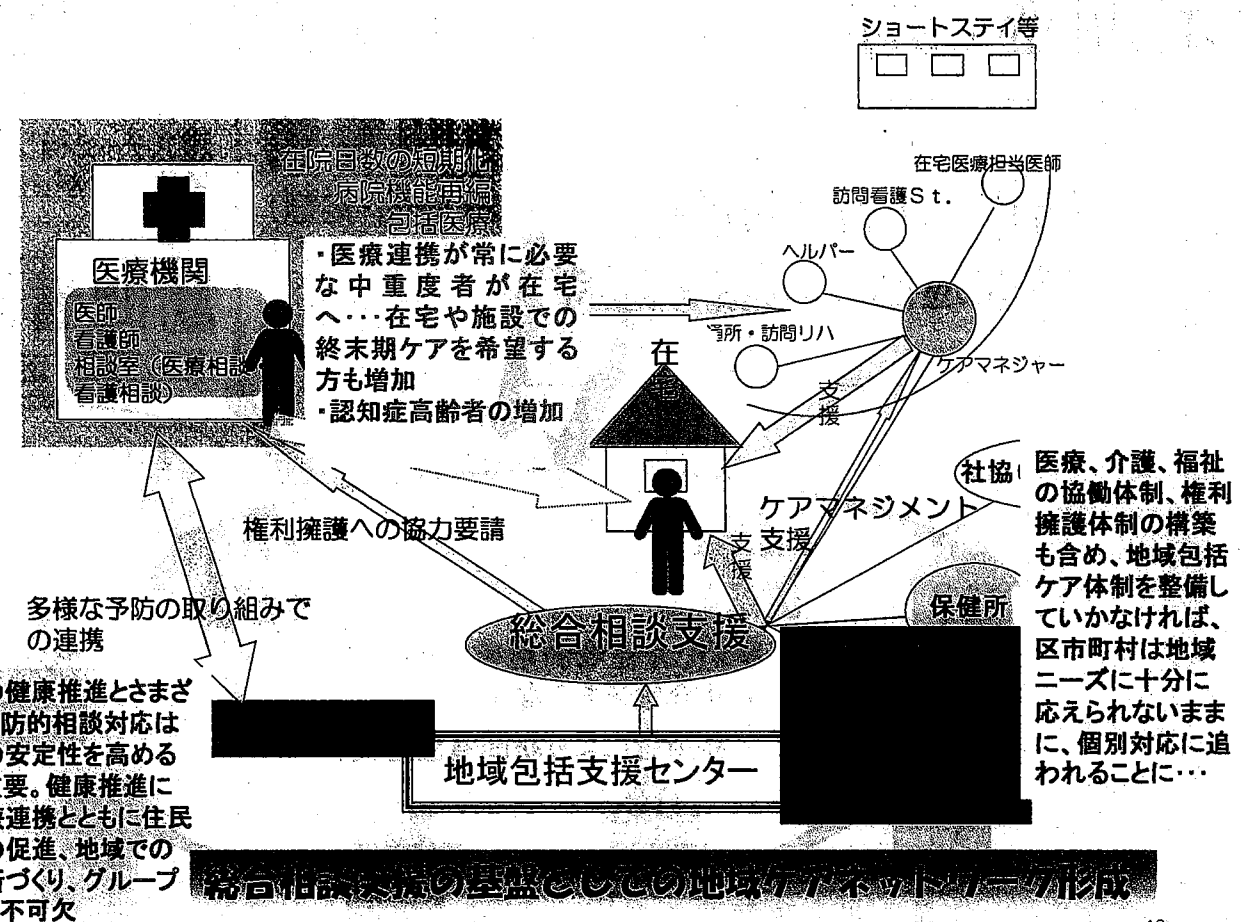 ショートステイ等
在院日数の短期化
病院機能再編
包括医療
在宅医療担当医師
訪問看護St.
ヘルパー
医療機関
医師
看護師
相談室(医療相談
看護相談)
・医療連携が常に必要
な中重度者が在宅
へ・・・在宅や施設での
終末期ケアを希望する
方も増加
・認知症高齢者の増加
所・訪問リハ
ケアマネジャー
在宅
支援
社協
ケアマネジメント
支援
支援
権利擁護への協力要請
医療、介護、福祉
の協働体制、権利
擁護体制の構築
も含め、地域包括
ケア体制を整備し
ていかなければ、
区市町村は地域
ニーズに十分に
応えられないまま
に、個別対応に追
われることに・・・
保健所
多様な予防の取り組みで
の連携
総合相談支援
の健康推進とさまざ
防的相談対応は
の安定性を高める
要。健康推進に
連携とともに住民
の促進、地域での
づくり、グループ
不可欠
地域包括支援センター
総合相談支援の基盤としての地域ケアネットワーク形成